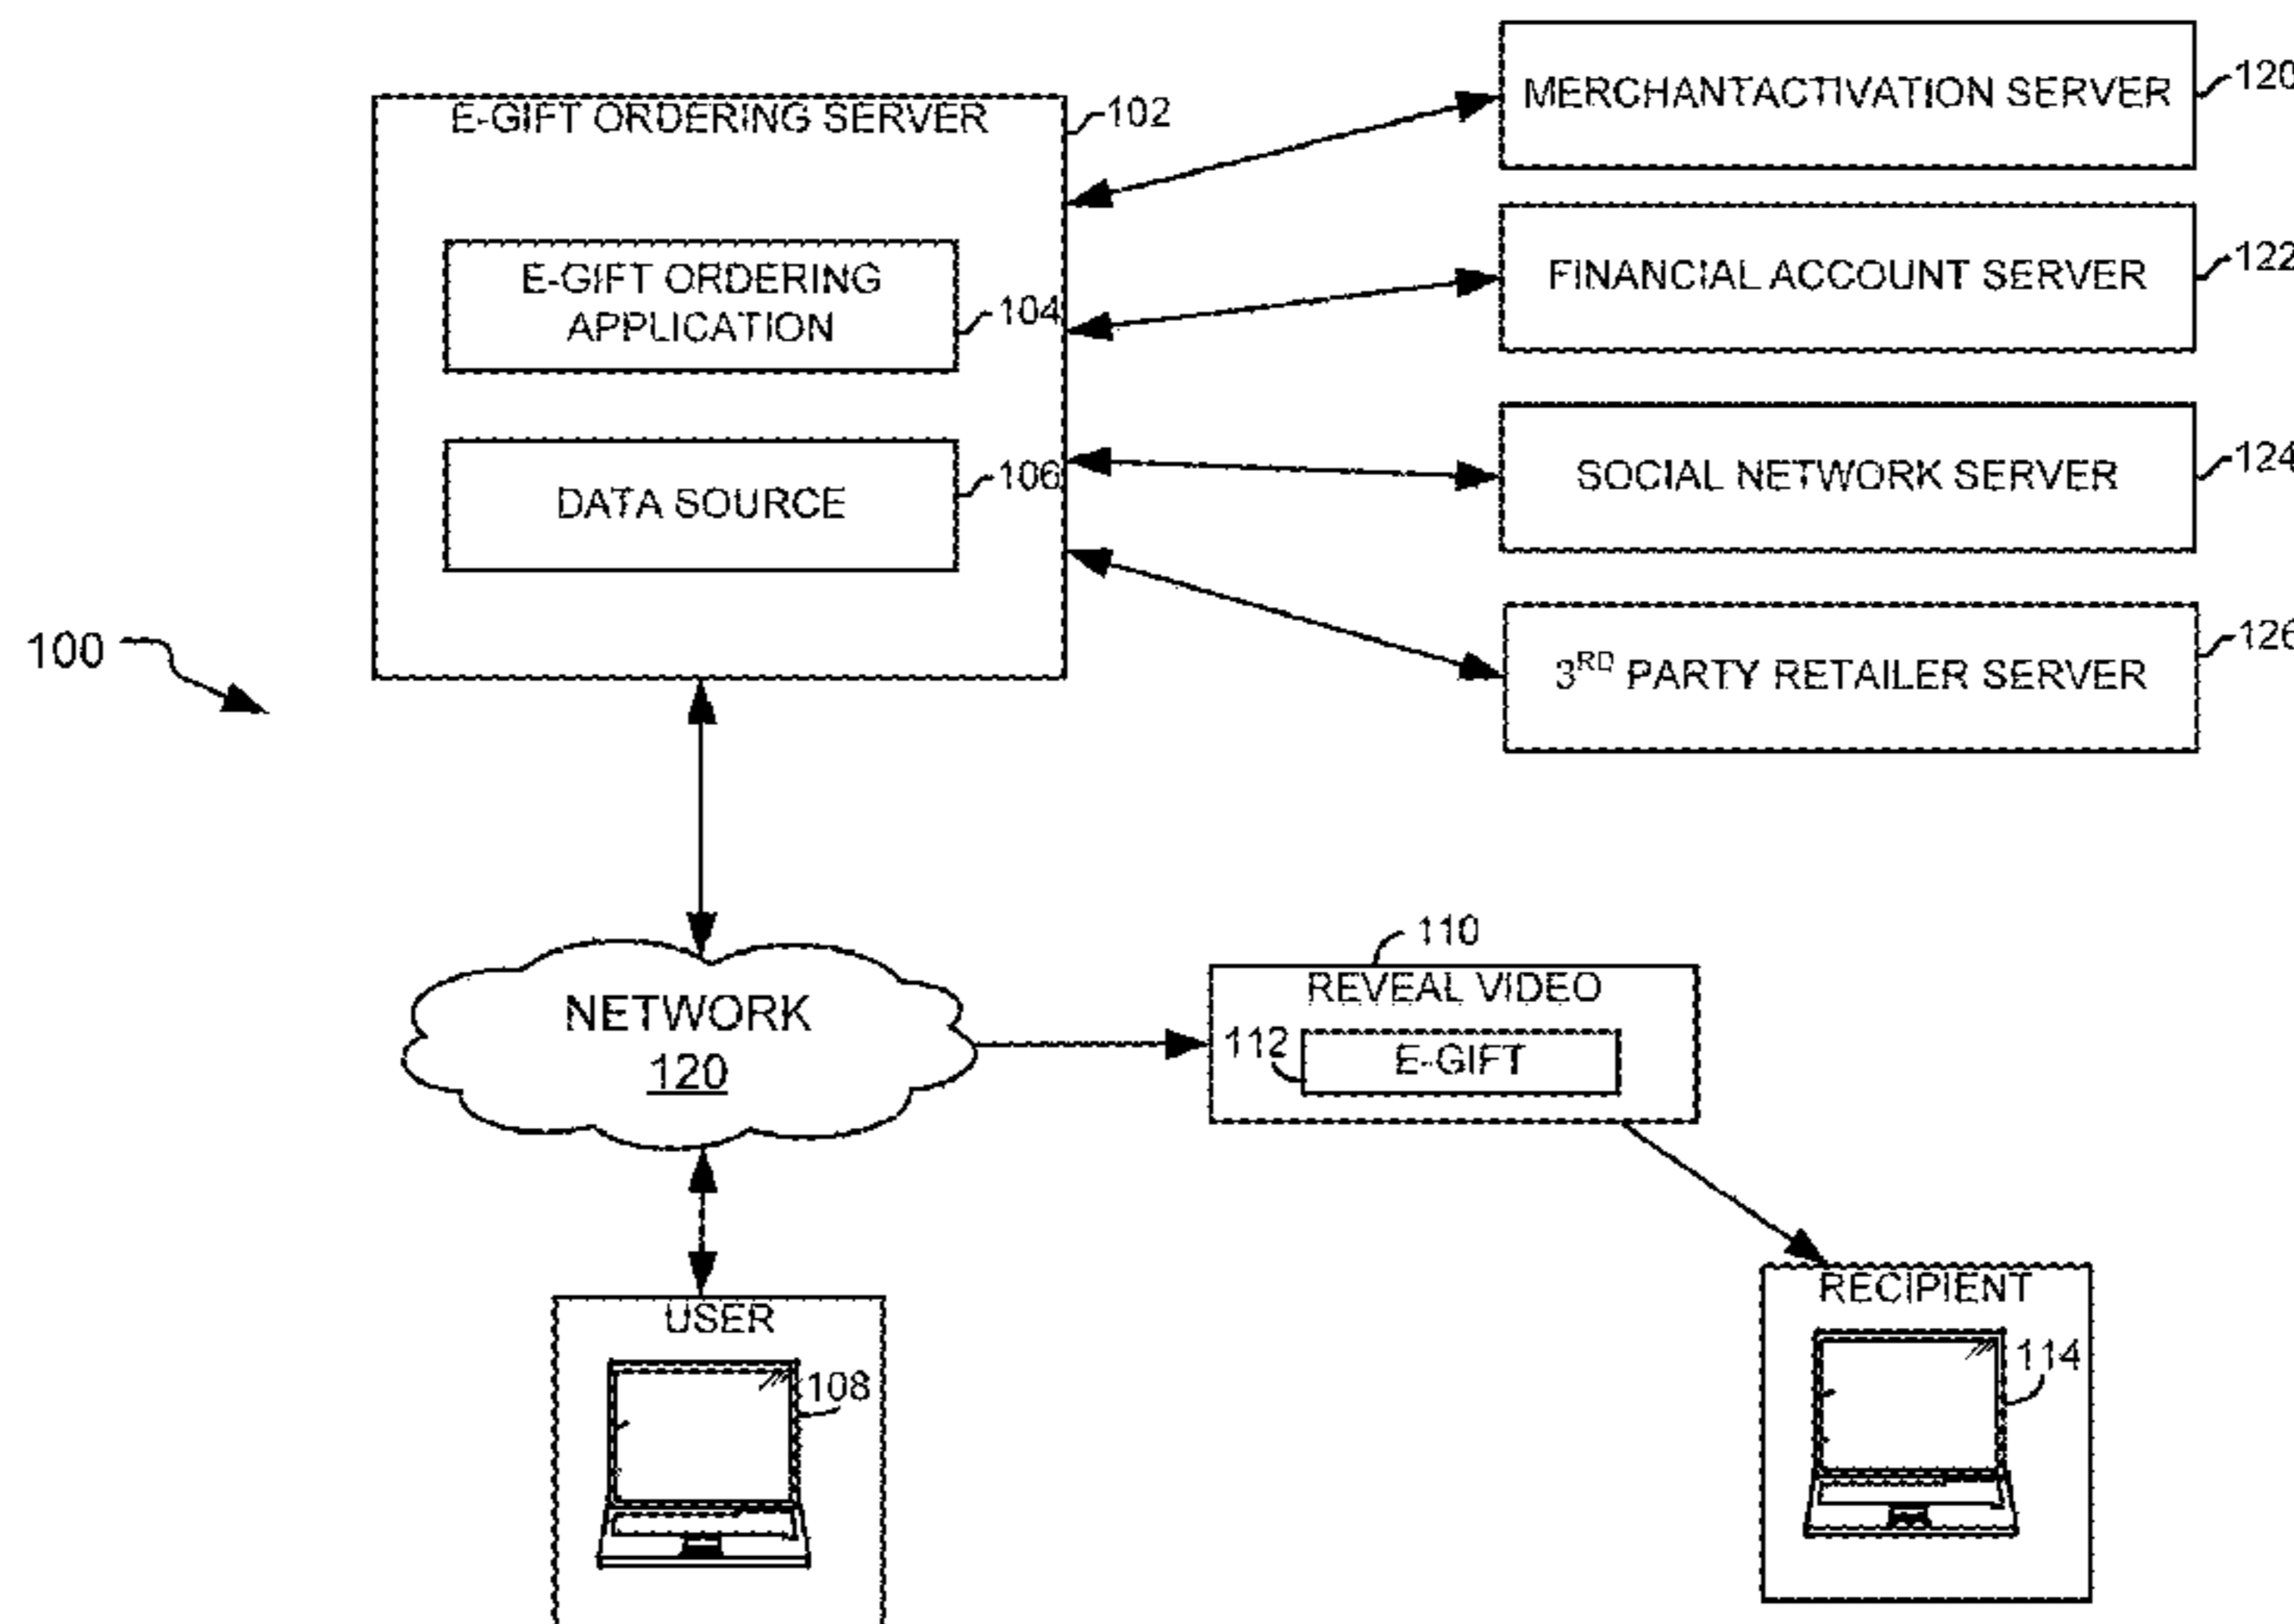 E-GIFT ORDERING SERVER
102
E-GIFT ORDERING
APPLICATION
104
DATA SOURCE
106
MERCHANTACTIVATION SERVER
120
FINANCIAL ACCOUNT SERVER
122
SOCIAL NETWORK SERVER
124
3RD PARTY RETAILER SERVER
126
100
NETWORK
120
110
REVEAL VIDEO
112
E-GIFT
USER
108
RECIPIENT
114